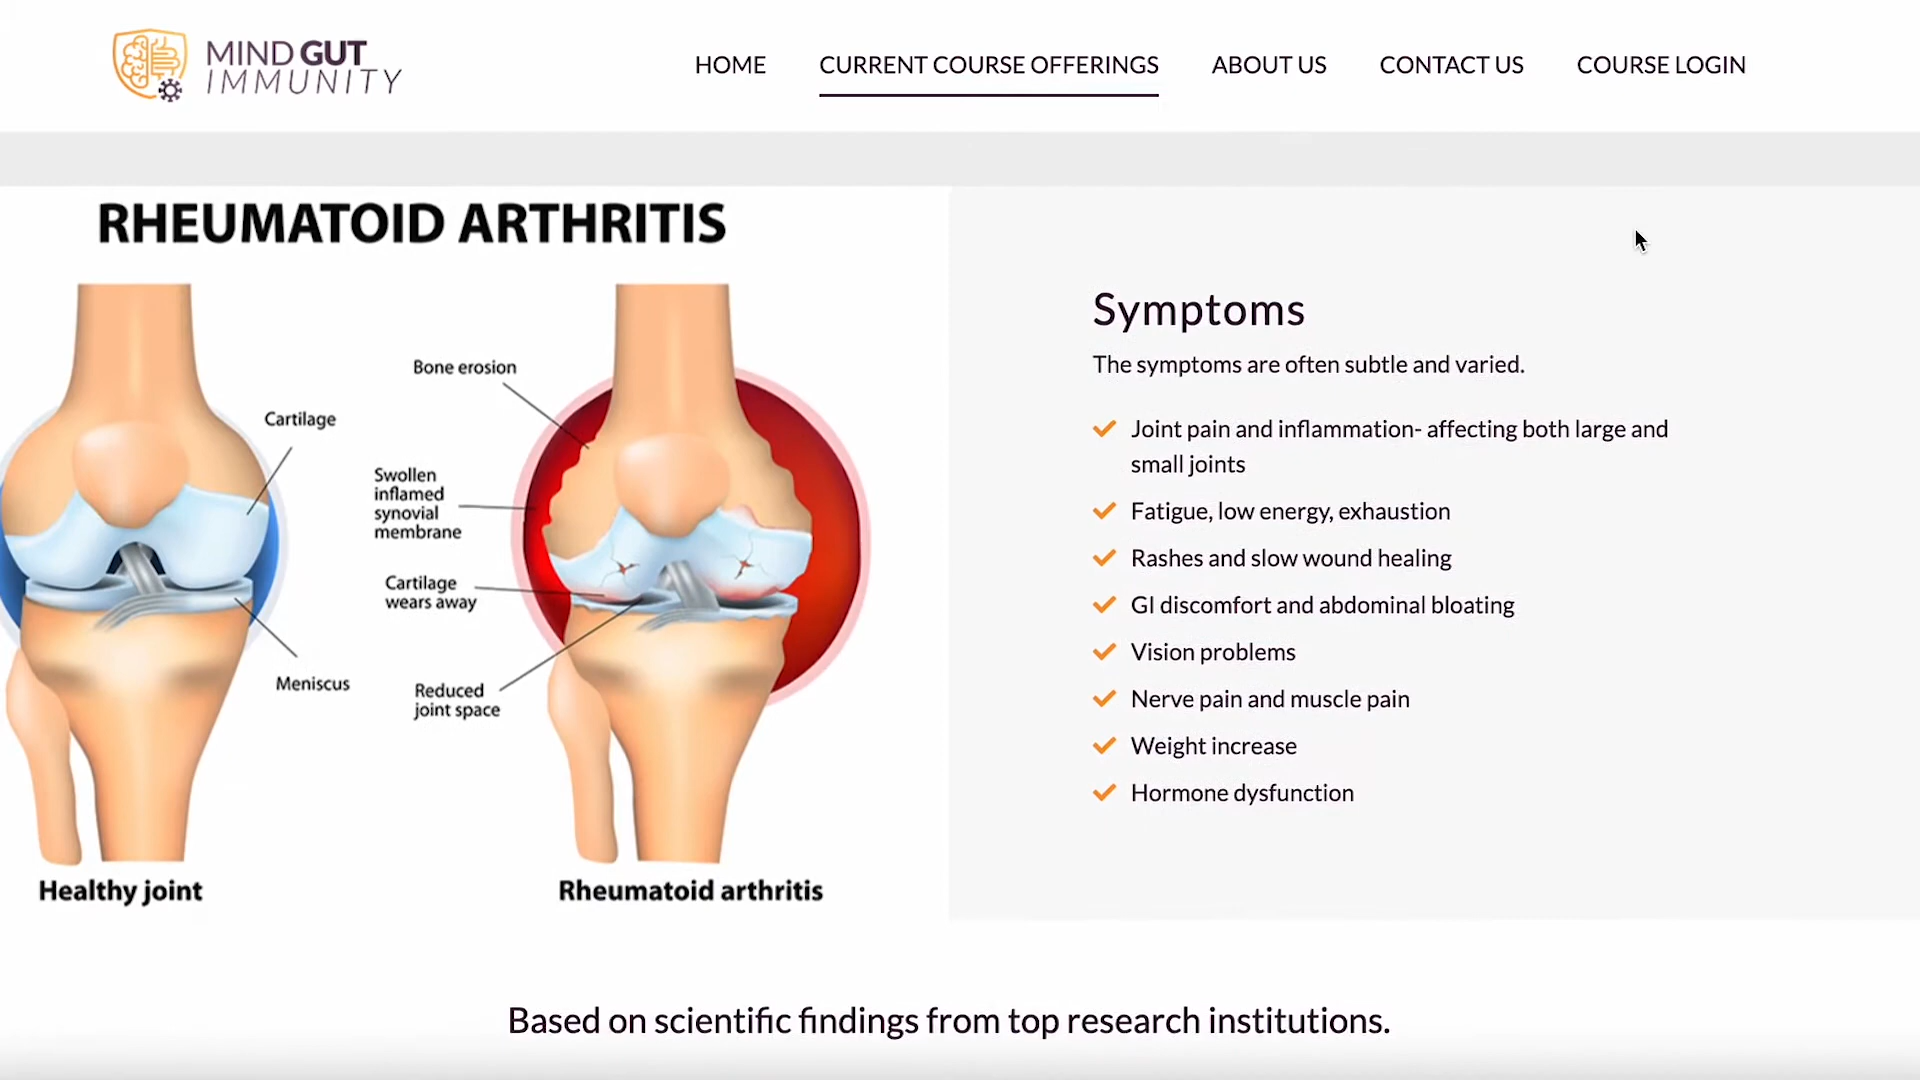 MIND GUT
IMMUNITY
HOME
CURRENT COURSE OFFERINGS
ABOUT US
CONTACT US
COURSE LOGIN
RHEUMATOID ARTHRITIS
Cartilage
Meniscus
Healthy joint
Bone erosion
Swollen
inflamed
synovial
membrane
Cartilage
wears away
Reduced
joint space
Rheumatoid arthritis
Symptoms
The symptoms are often subtle and varied.
Joint pain and inflammation- affecting both large and
small joints
Fatigue, low energy, exhaustion
Rashes and slow wound healing
GI discomfort and abdominal bloating
Vision problems
Nerve pain and muscle pain
Weight increase
Hormone dysfunction
Based on scientific findings from top research institutions.